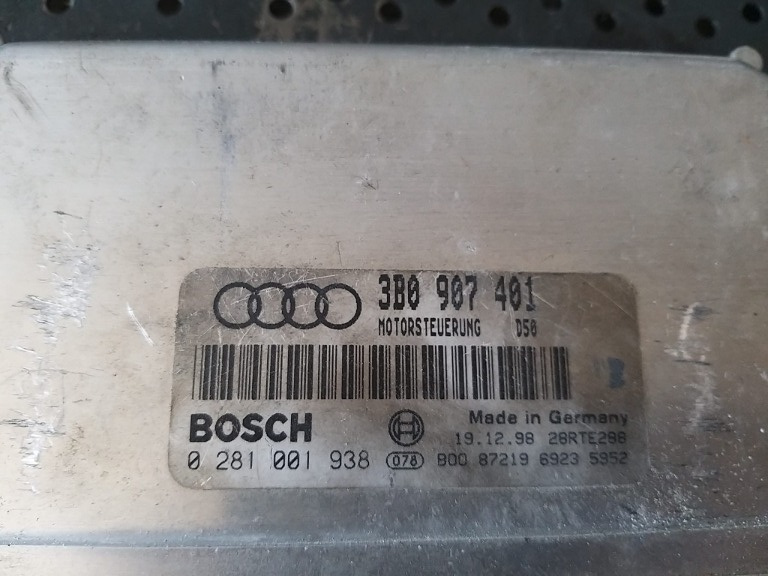 3B0 907 401
MOTORSTEUERUNG D50
BOSCH
Made in Germany
19.12.98 28RTE298
0 281 001 938 078 BOO 87219 6923 5952